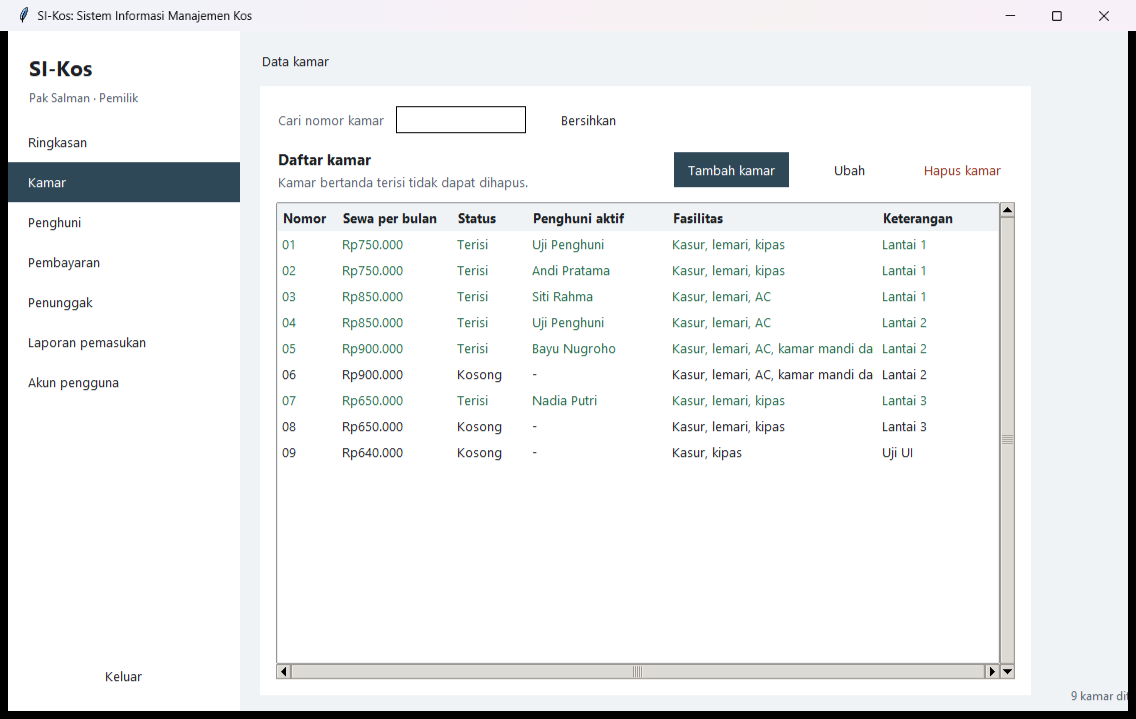 SI-Kos: Sistem Informasi Manajemen Kos
SI-Kos
Pak Salman · Pemilik
Ringkasan
Kamar
Penghuni
Pembayaran
Penunggak
Laporan pemasukan
Akun pengguna
Keluar
Data kamar
Cari nomor kamar Bersihkan
Daftar kamar
Kamar bertanda terisi tidak dapat dihapus.
Tambah kamar Ubah Hapus kamar
Nomor Sewa per bulan Status Penghuni aktif Fasilitas Keterangan
01 Rp750.000 Terisi Uji Penghuni Kasur, lemari, kipas Lantai 1
02 Rp750.000 Terisi Andi Pratama Kasur, lemari, kipas Lantai 1
03 Rp850.000 Terisi Siti Rahma Kasur, lemari, AC Lantai 1
04 Rp850.000 Terisi Uji Penghuni Kasur, lemari, AC Lantai 2
05 Rp900.000 Terisi Bayu Nugroho Kasur, lemari, AC, kamar mandi da Lantai 2
06 Rp900.000 Kosong - Kasur, lemari, AC, kamar mandi da Lantai 2
07 Rp650.000 Terisi Nadia Putri Kasur, lemari, kipas Lantai 3
08 Rp650.000 Kosong - Kasur, lemari, kipas Lantai 3
09 Rp640.000 Kosong - Kasur, kipas Uji UI
9 kamar dit